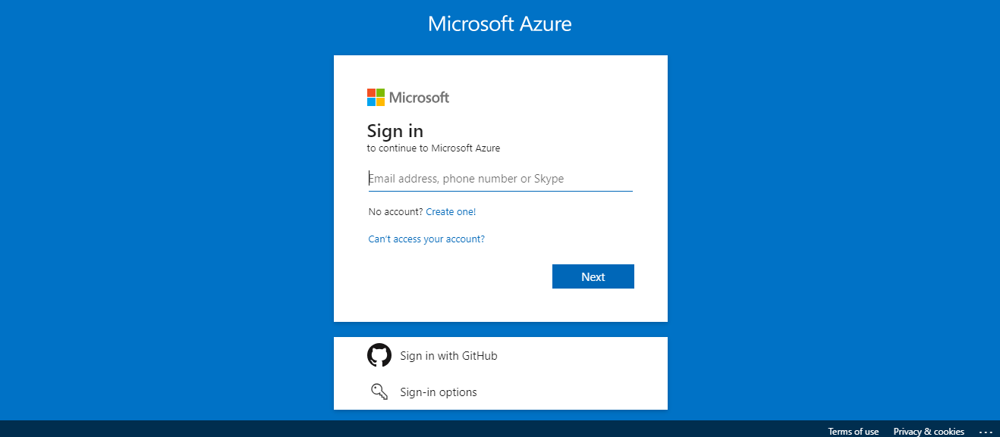 Microsoft Azure
Microsoft
Sign in
to continue to Microsoft Azure
Email address, phone number or Skype
No account? Create one!
Can't access your account?
Next
Sign in with GitHub
Sign-in options
Terms of use Privacy & cookies ...